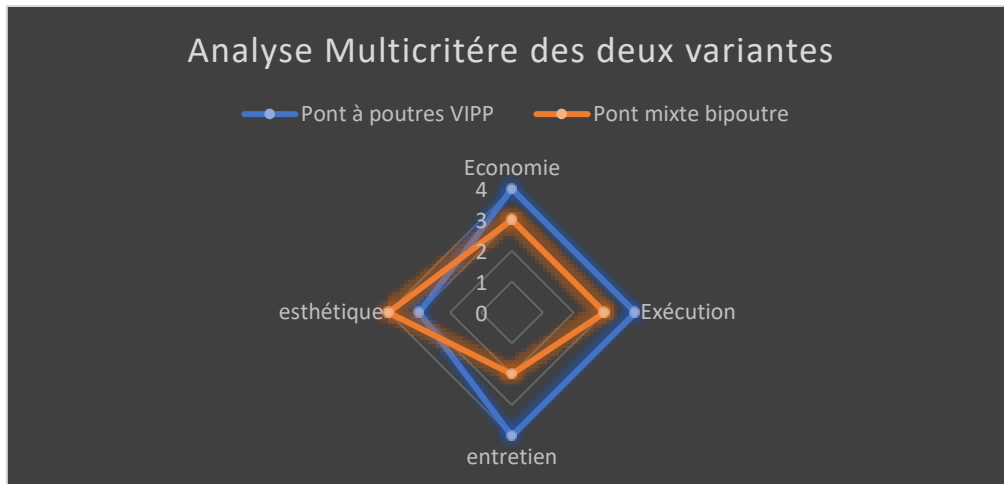 Analyse Multicritére des deux variantes
Pont à poutres VIPP Pont mixte bipoutre
Economie
4
3
2
1
0
esthétique
Exécution
entretien